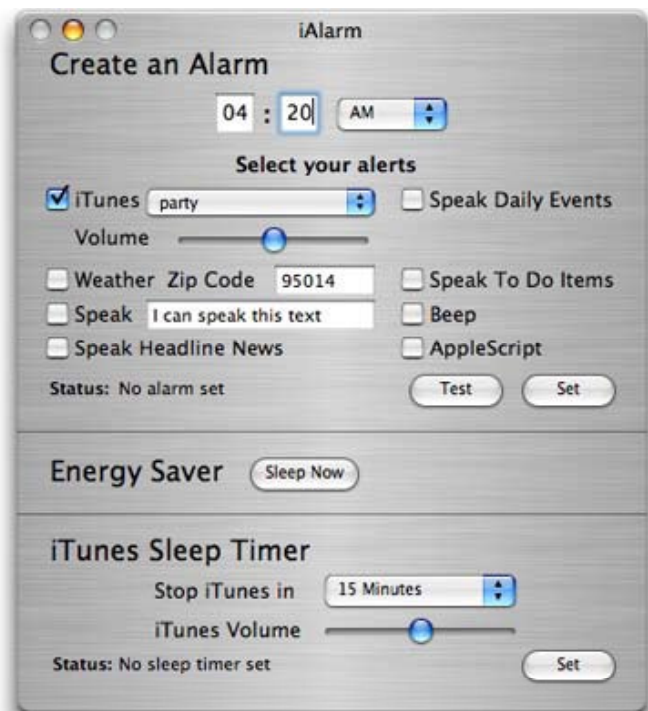 iAlarm
Create an Alarm
04 : 20 AM
Select your alerts
iTunes party Speak Daily Events
Volume
Weather Zip Code 95014 Speak To Do Items
Speak I can speak this text Beep
Speak Headline News AppleScript
Status: No alarm set Test Set
Energy Saver Sleep Now
iTunes Sleep Timer
Stop iTunes in 15 Minutes
iTunes Volume
Status: No sleep timer set Set